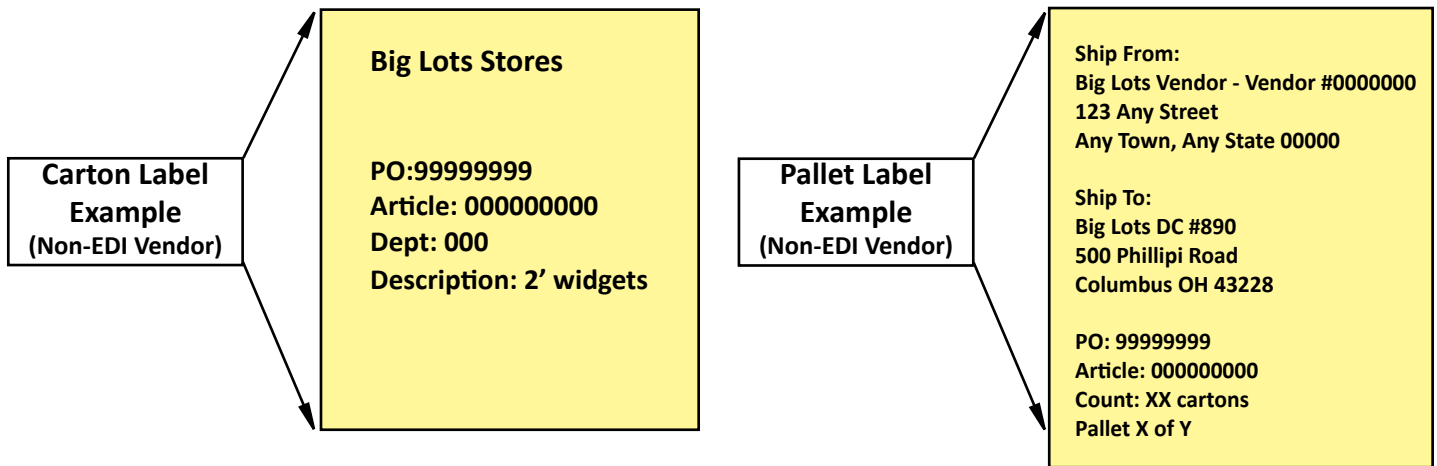 Carton Label
Example
(Non-EDI Vendor)
Big Lots Stores
PO:99999999
Article: 000000000
Dept: 000
Description: 2’ widgets
Pallet Label
Example
(Non-EDI Vendor)
Ship From:
Big Lots Vendor - Vendor #0000000
123 Any Street
Any Town, Any State 00000
Ship To:
Big Lots DC #890
500 Phillipi Road
Columbus OH 43228
PO: 99999999
Article: 000000000
Count: XX cartons
Pallet X of Y